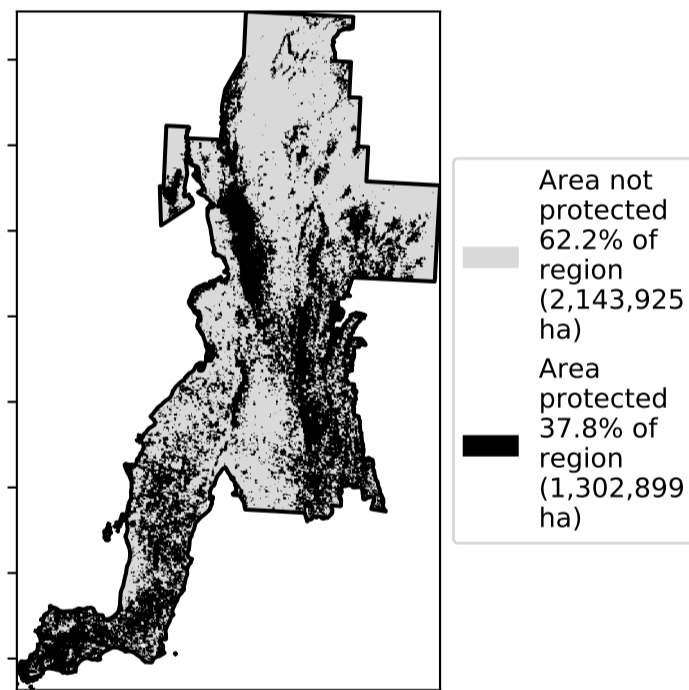 Area not
protected
62.2% of
region
(2,143,925
ha)
Area
protected
37.8% of
region
(1,302,899
ha)